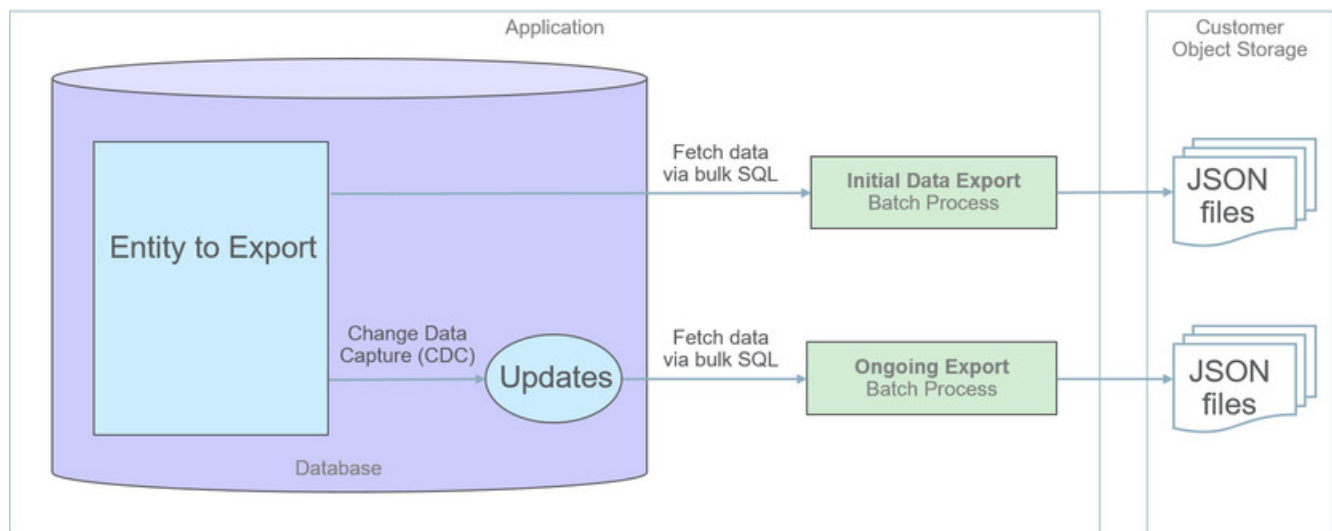 Application
Customer
Object Storage
Fetch data
via bulk SQL
Initial Data Export
Batch Process
JSON
files
Entity to Export
Change Data
Capture (CDC)
Updates
Fetch data
via bulk SQL
Ongoing Export
Batch Process
JSON
files
Database